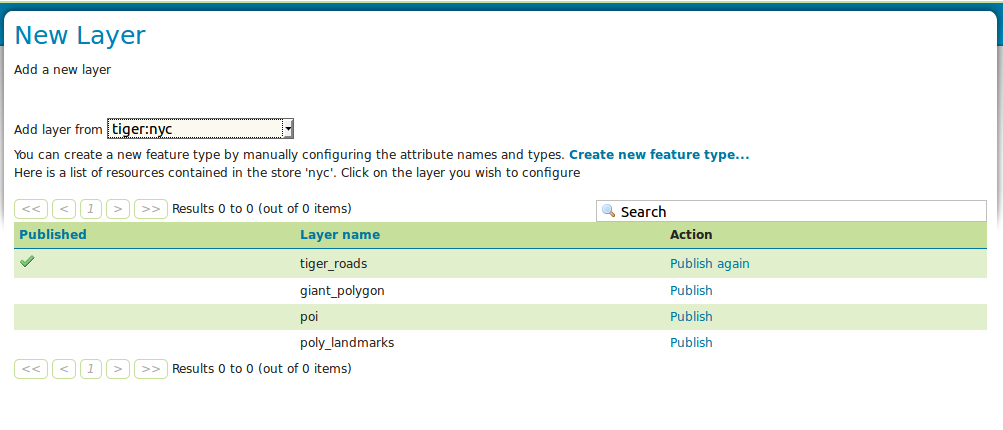 New Layer
Add a new layer
Add layer from tiger:nyc
You can create a new feature type by manually configuring the attribute names and types. Create new feature type...
Here is a list of resources contained in the store 'nyc'. Click on the layer you wish to configure
<< < 1 > >> Results 0 to 0 (out of 0 items) Search
Published Layer name Action
tiger_roads Publish again
giant_polygon Publish
poi Publish
poly_landmarks Publish
<< < 1 > >> Results 0 to 0 (out of 0 items)